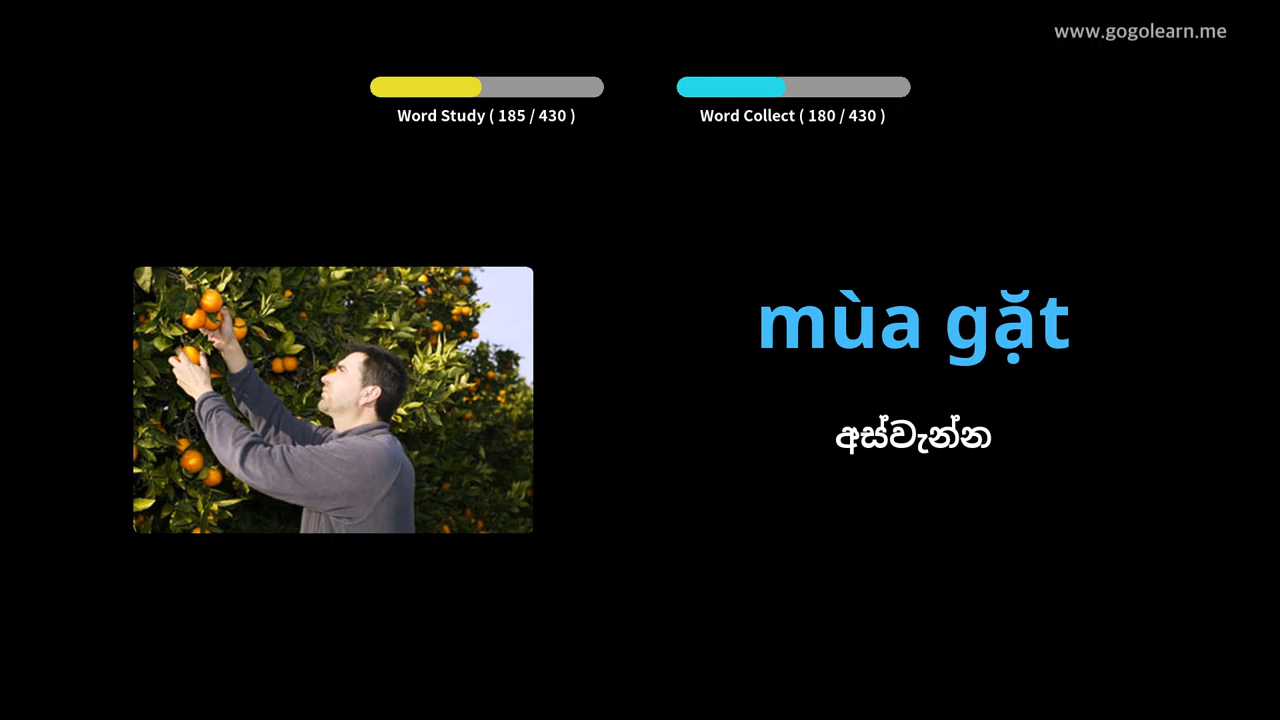 www.gogolearn.me
Word Study ( 185 / 430 )
Word Collect ( 180 / 430 )
mùa gặt
අස්වැන්න